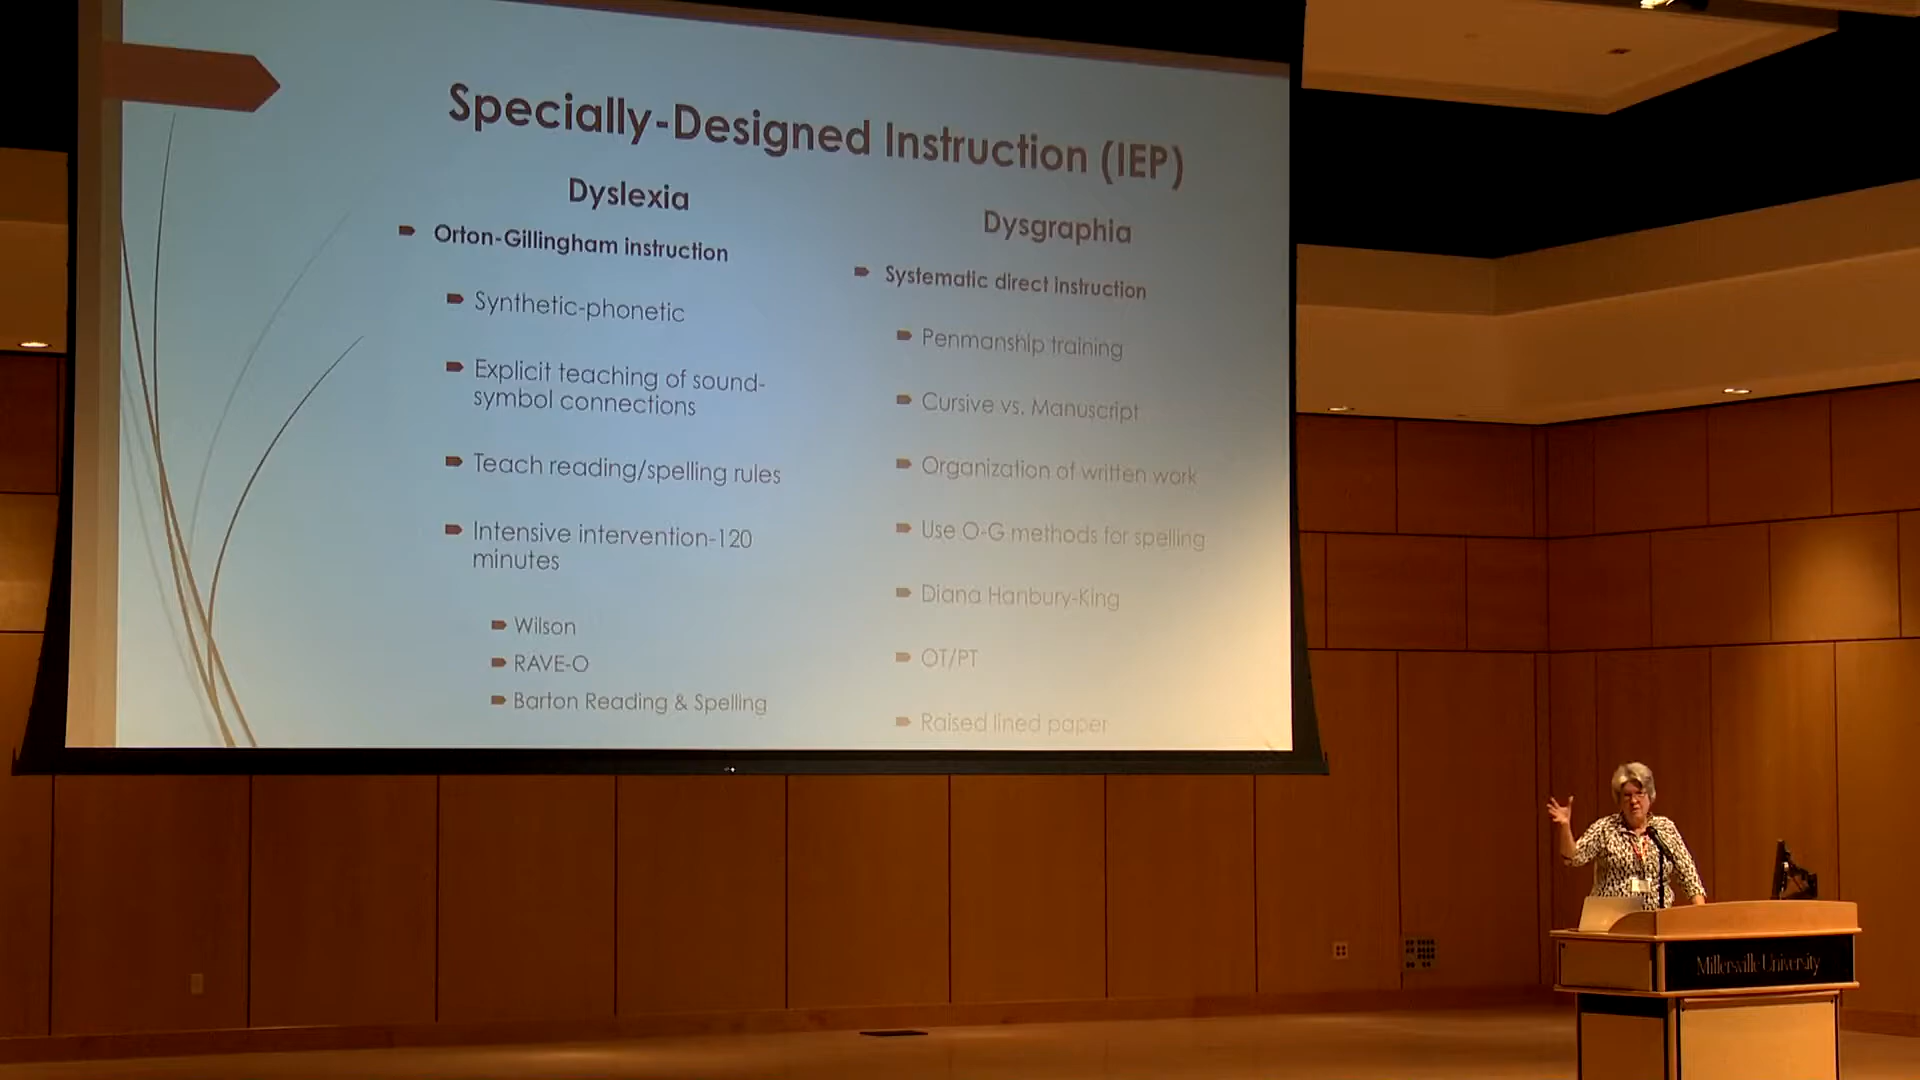 Specially-Designed Instruction (IEP)
Dyslexia
Orton-Gillingham instruction
Synthetic-phonetic
Explicit teaching of sound-
symbol connections
Teach reading/spelling rules
Intensive intervention-120
minutes
Wilson
RAVE-O
Barton Reading & Spelling
Dysgraphia
Systematic direct instruction
Penmanship training
Cursive vs. Manuscript
Organization of written work
Use O-G methods for spelling
Diana Hanbury-King
OT/PT
Raised lined paper
Millersville University